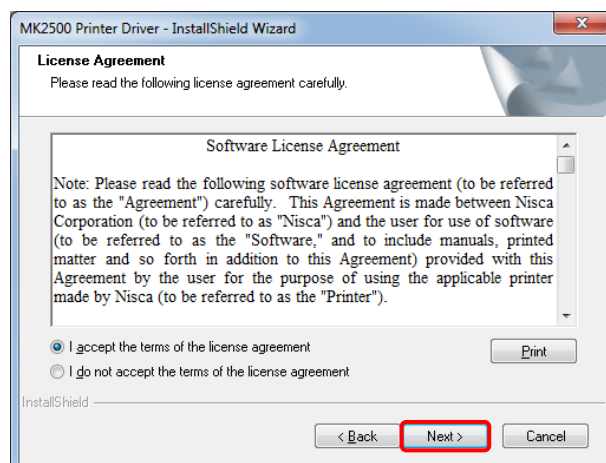 MK2500 Printer Driver - InstallShield Wizard
License Agreement
Please read the following license agreement carefully.
Software License Agreement
Note: Please read the following software license agreement (to be referred
to as the "Agreement") carefully. This Agreement is made between Nisca
Corporation (to be referred to as "Nisca") and the user for use of software
(to be referred to as the "Software," and to include manuals, printed
matter and so forth in addition to this Agreement) provided with this
Agreement by the user for the purpose of using the applicable printer
made by Nisca (to be referred to as the "Printer").
I accept the terms of the license agreement
Print
I do not accept the terms of the license agreement
InstallShield
< Back
Next >
Cancel